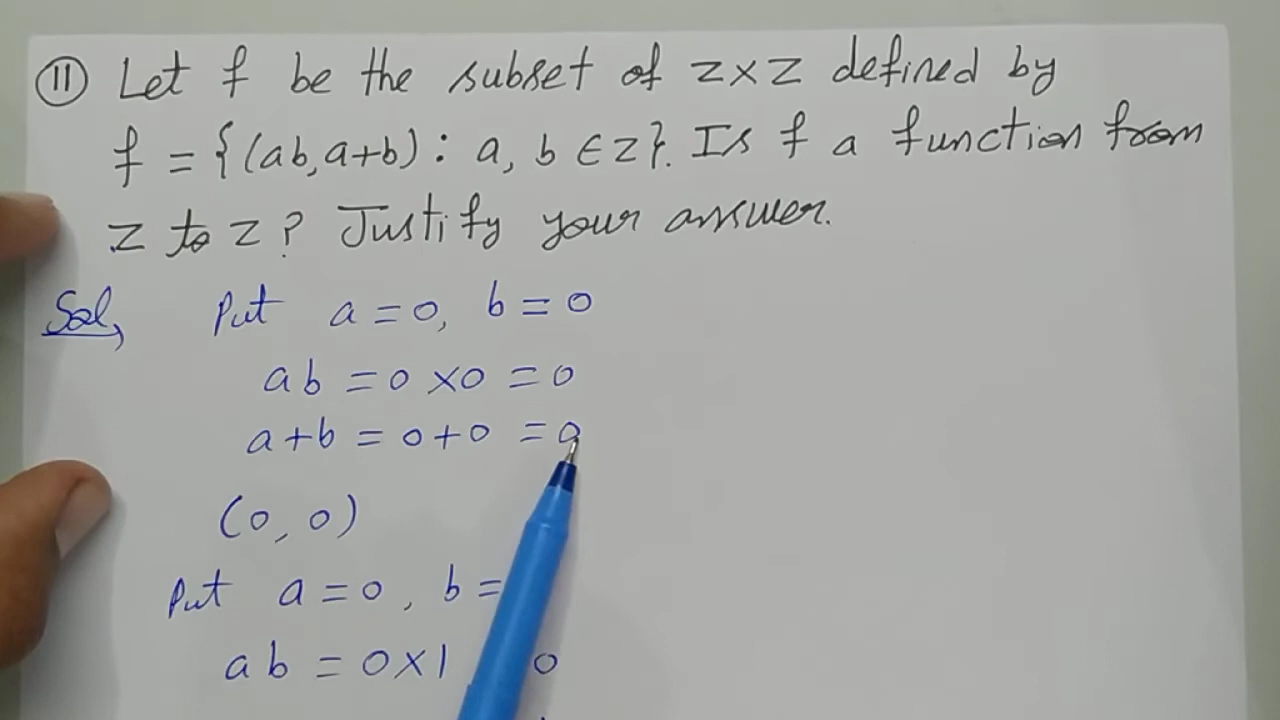 ⑪ Let f be the subset of Z×Z defined by
f = {(ab, a+b) : a, b ∈ Z}. Is f a function from
Z to Z? Justify your answer.
Sol, Put a = 0, b = 0
ab = 0 × 0 = 0
a+b = 0+0 = 0
(0, 0)
Put a = 0, b =
ab = 0×1 0